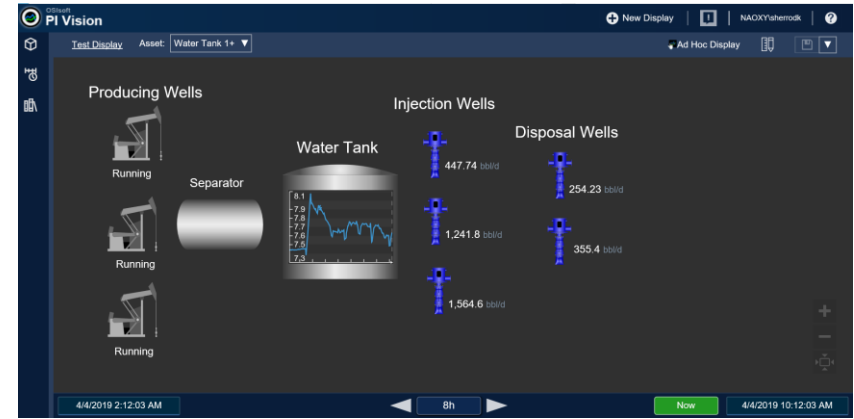 OSIsoft
PI Vision
New Display
NAOXY\sherrodk
?
Test Display
Asset: Water Tank 1+
Ad Hoc Display
Producing Wells
Running
Running
Running
Separator
Water Tank
8.1
7.9
7.8
7.7
7.6
7.5
7.3
Injection Wells
447.74 bbl/d
1,241.8 bbl/d
1,564.6 bbl/d
Disposal Wells
254.23 bbl/d
355.4 bbl/d
4/4/2019 2:12:03 AM
8h
Now
4/4/2019 10:12:03 AM